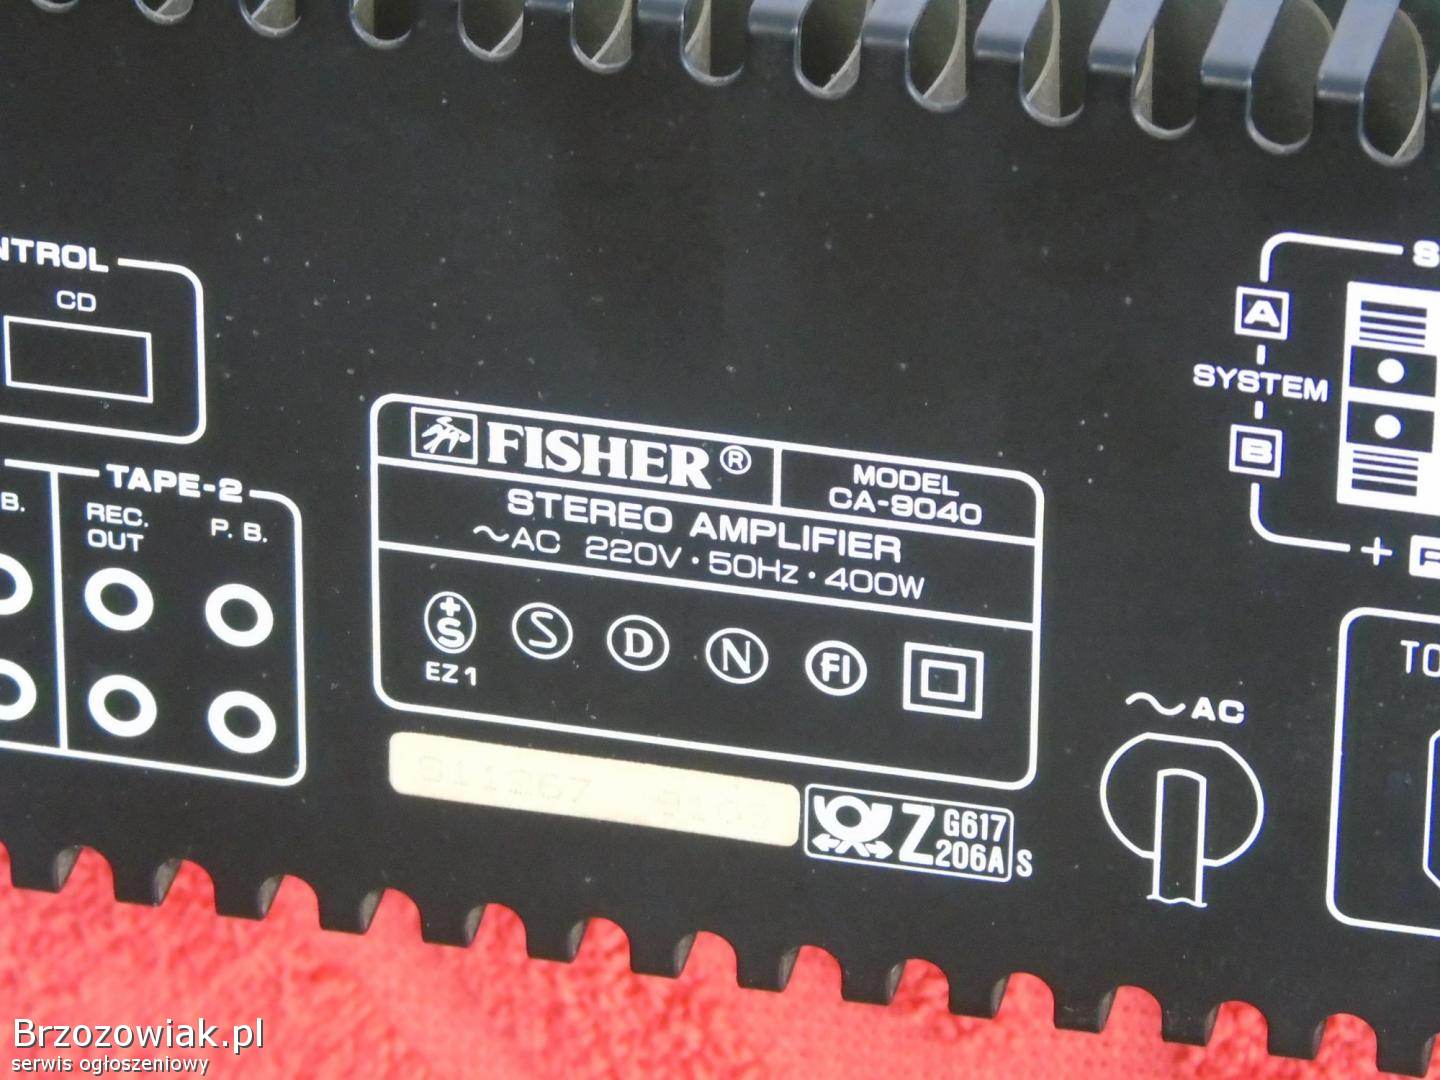 NTROL
CD
B.
TAPE-2
REC.
OUT
P. B.
FISHER®
MODEL
CA-9040
STEREO AMPLIFIER
~AC 220V·50Hz·400W
+S
S
D
N
FI
EZ1
Z
G617
206A
S
A
SYSTEM
B
+
~AC
TO
Brzozowiak.pl
serwis ogłoszeniowy